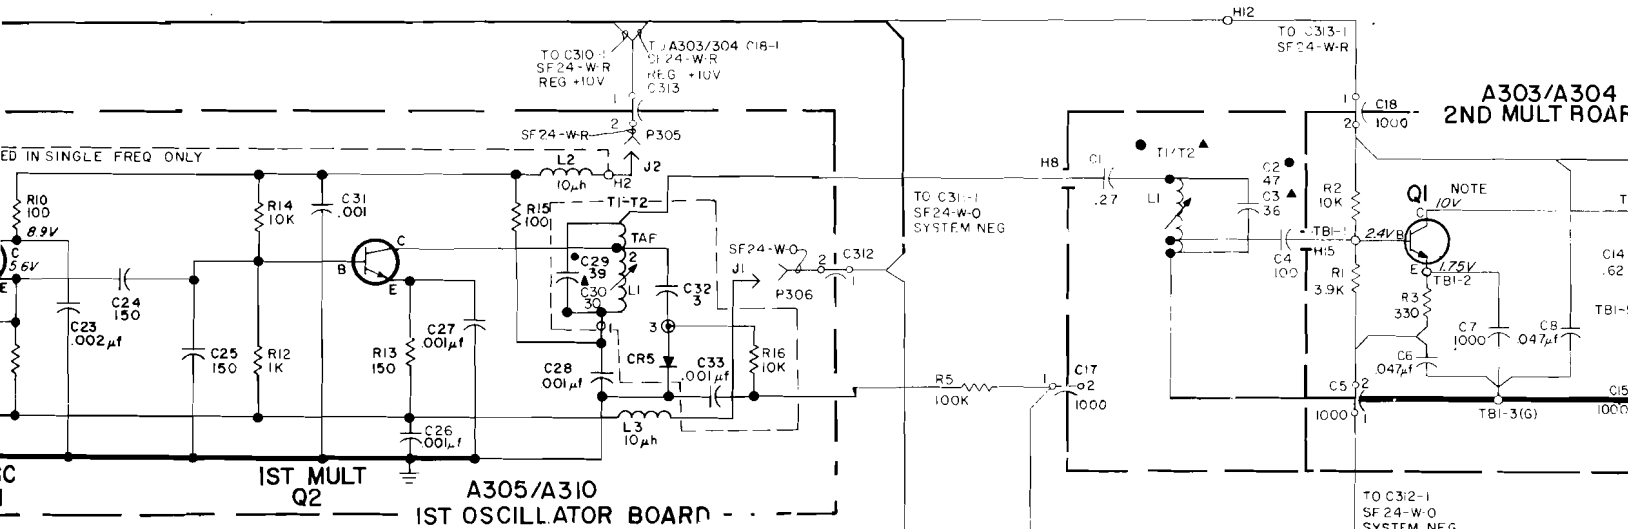 H12
TO C310-1
SF24-W-R
REG +10V
TO A303/304 C18-1
SF24-W-R
REG +10V
C313
1
2
SF24-W-R
P305
J2
TO C313-1
SF24-W-R
A303/A304
2ND MULT BOAR
1
C18
2
1000
ED IN SINGLE FREQ ONLY
L2
10µh
H2
R10
100
8.9V
5.6V
E
R14
10K
C31
.001
R15
100
T1-T2
TAF
2
C29
39
C30
30
L1
1
C
B
E
C24
150
C23
.002µf
C25
150
R12
1K
R13
150
C27
.001µf
C26
.001µf
C28
.001µf
C32
3
3
CR5
C33
.001µf
R16
10K
L3
10µh
J1
SF24-W-O
P306
2
C312
1
TO C311-1
SF24-W-O
SYSTEM NEG
H8
C1
.27
T1/T2
L1
C2
47
C3
36
C4
100
TB1-1
H15
R2
10K
R1
3.9K
Q1
NOTE
10V
C
2.4V
B
E
1.75V
TB1-2
R3
330
C7
1000
C8
.047µf
C6
.047µf
C14
.62
R5
100K
1
C17
2
1000
C5
2
1000
1
TB1-3(G)
C15
1000
1ST MULT
Q2
A305/A310
1ST OSCILLATOR BOARD
TO C312-1
SF24-W-O
SYSTEM NEG